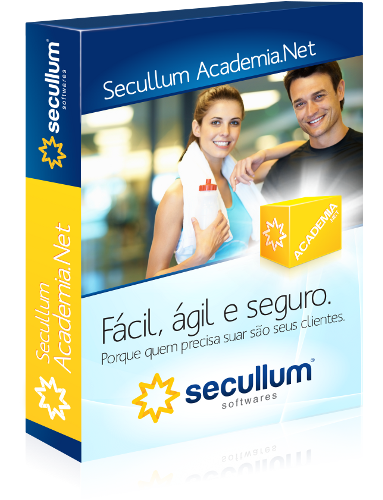 secullum
softwares
Secullum
Academia.Net
Secullum Academia.Net
ACADEMIA
.NET
Fácil, ágil e seguro.
Porque quem precisa suar são seus clientes.
secullum
softwares